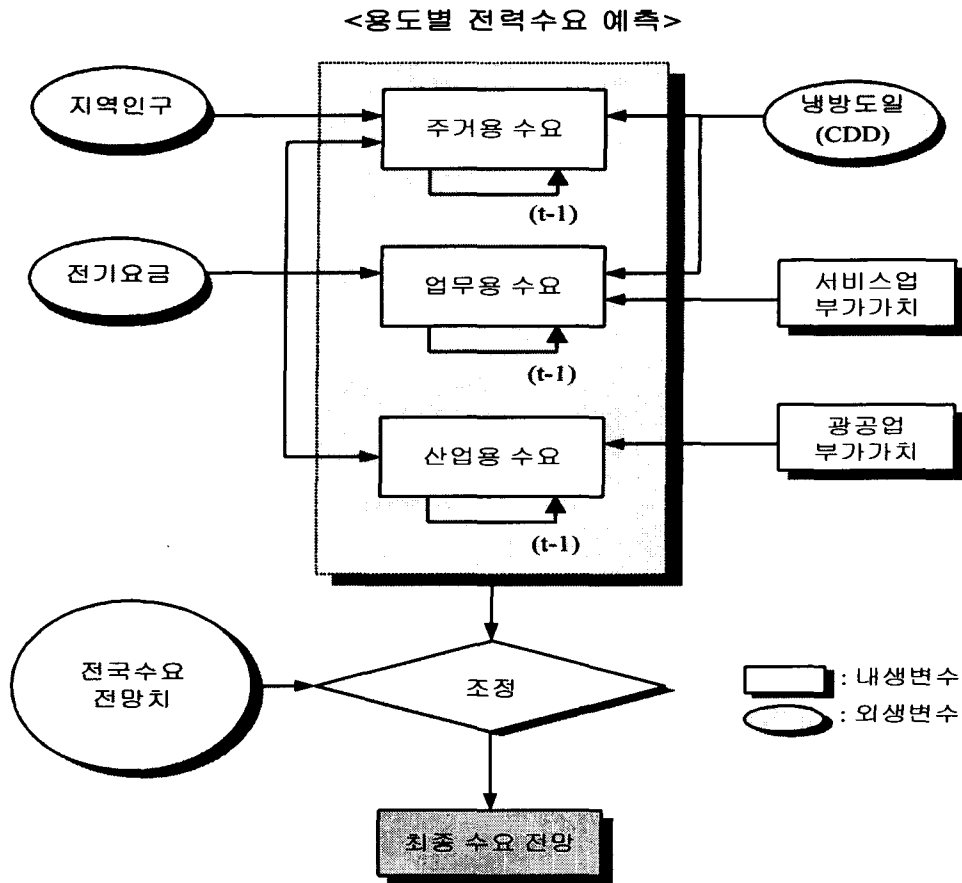 <용도별 전력수요 예측>
지역인구
주거용 수요
냉방도일
(CDD)
(t-1)
전기요금
업무용 수요
서비스업
부가가치
(t-1)
광공업
부가가치
산업용 수요
(t-1)
전국수요
전망치
조정
: 내생변수
: 외생변수
최종 수요 전망